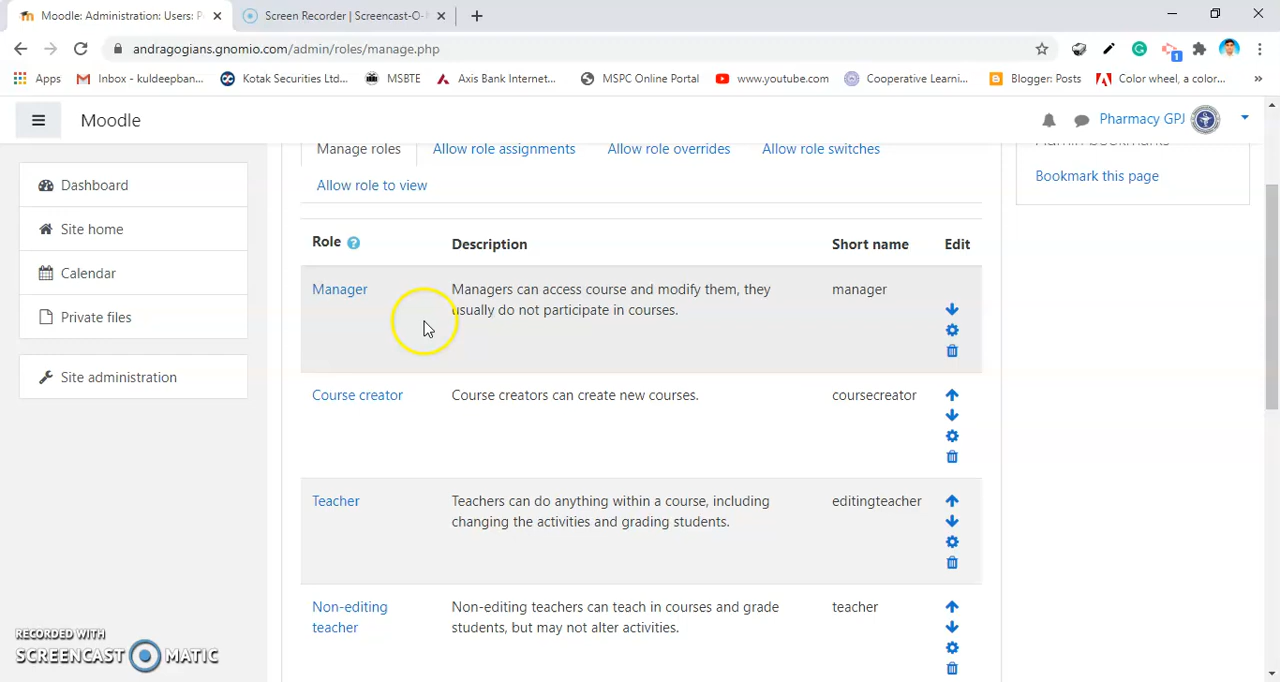 Moodle: Administration: Users: P
Screen Recorder | Screencast-O-
andragogians.gnomio.com/admin/roles/manage.php
1
Apps
Inbox - kuldeepban...
Kotak Securities Ltd...
MSBTE
Axis Bank Internet...
MSPC Online Portal
www.youtube.com
Cooperative Learni...
Blogger: Posts
Color wheel, a color...
Moodle
Pharmacy GPJ
Dashboard
Site home
Calendar
Private files
Site administration
Manage roles
Allow role assignments
Allow role overrides
Allow role switches
Allow role to view
Admin bookmarks
Bookmark this page
Role ?
Description
Short name
Edit
Manager
Managers can access course and modify them, they
usually do not participate in courses.
manager
Course creator
Course creators can create new courses.
coursecreator
Teacher
Teachers can do anything within a course, including
changing the activities and grading students.
editingteacher
Non-editing
teacher
Non-editing teachers can teach in courses and grade
students, but may not alter activities.
teacher
RECORDED WITH
SCREENCAST MATIC